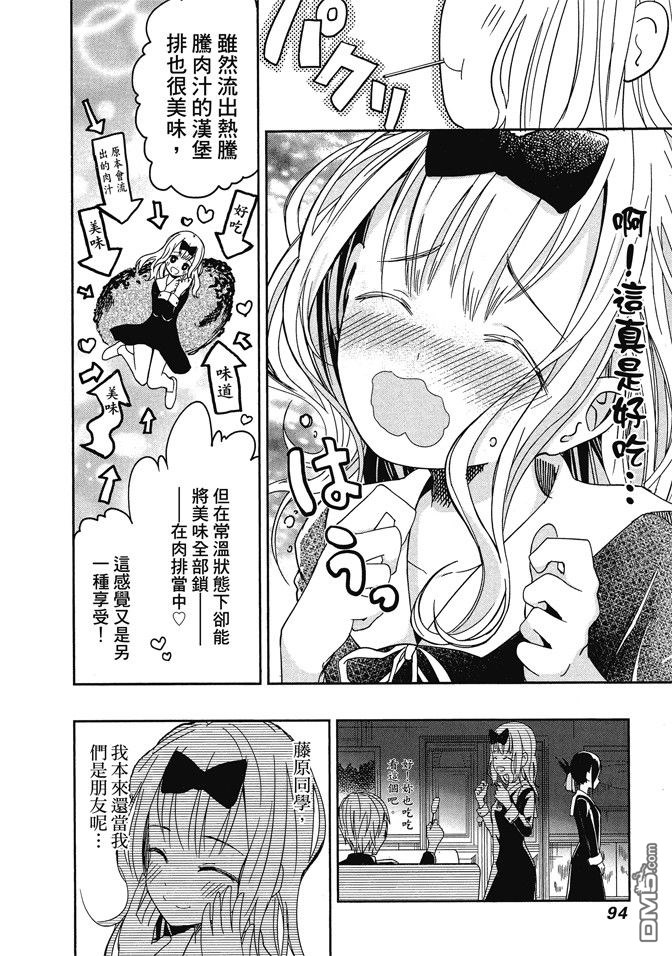 パクッ
啊！這真是好吃…
はうっ
雖然流出熱騰
騰肉汁的漢堡
排也很美味，
原本會流
出的肉汁
美味
好吃
味道
美味
但在常溫狀態下卻能
將美味全部鎖——
——在肉排當中♡
這感覺又是另
一種享受！
好！妳也吃吃
看這個吧。
藤原同學，
我本來還當我
們是朋友呢…
94
DM5.com